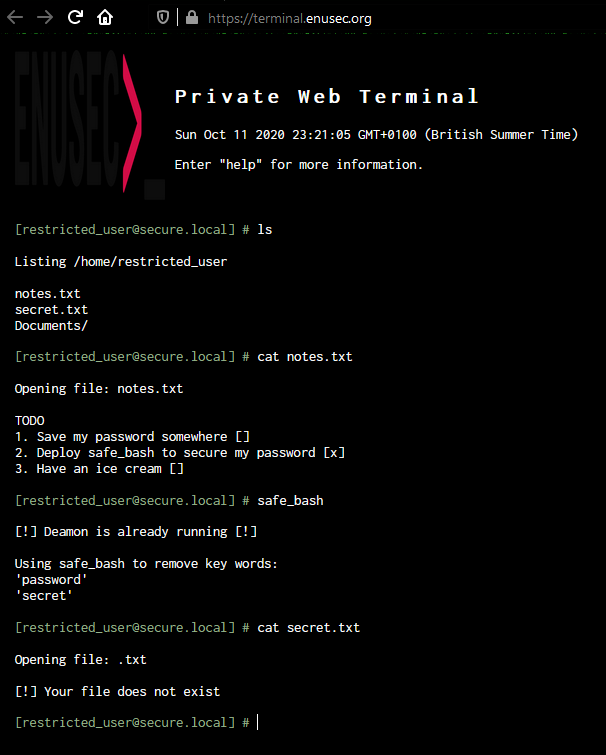 https://terminal.enusec.org
ENUSEC>_
Private Web Terminal
Sun Oct 11 2020 23:21:05 GMT+0100 (British Summer Time)
Enter "help" for more information.
[restricted_user@secure.local] # ls
Listing /home/restricted_user
notes.txt
secret.txt
Documents/
[restricted_user@secure.local] # cat notes.txt
Opening file: notes.txt
TODO
1. Save my password somewhere []
2. Deploy safe_bash to secure my password [x]
3. Have an ice cream []
[restricted_user@secure.local] # safe_bash
[!] Deamon is already running [!]
Using safe_bash to remove key words:
'password'
'secret'
[restricted_user@secure.local] # cat secret.txt
Opening file: .txt
[!] Your file does not exist
[restricted_user@secure.local] #